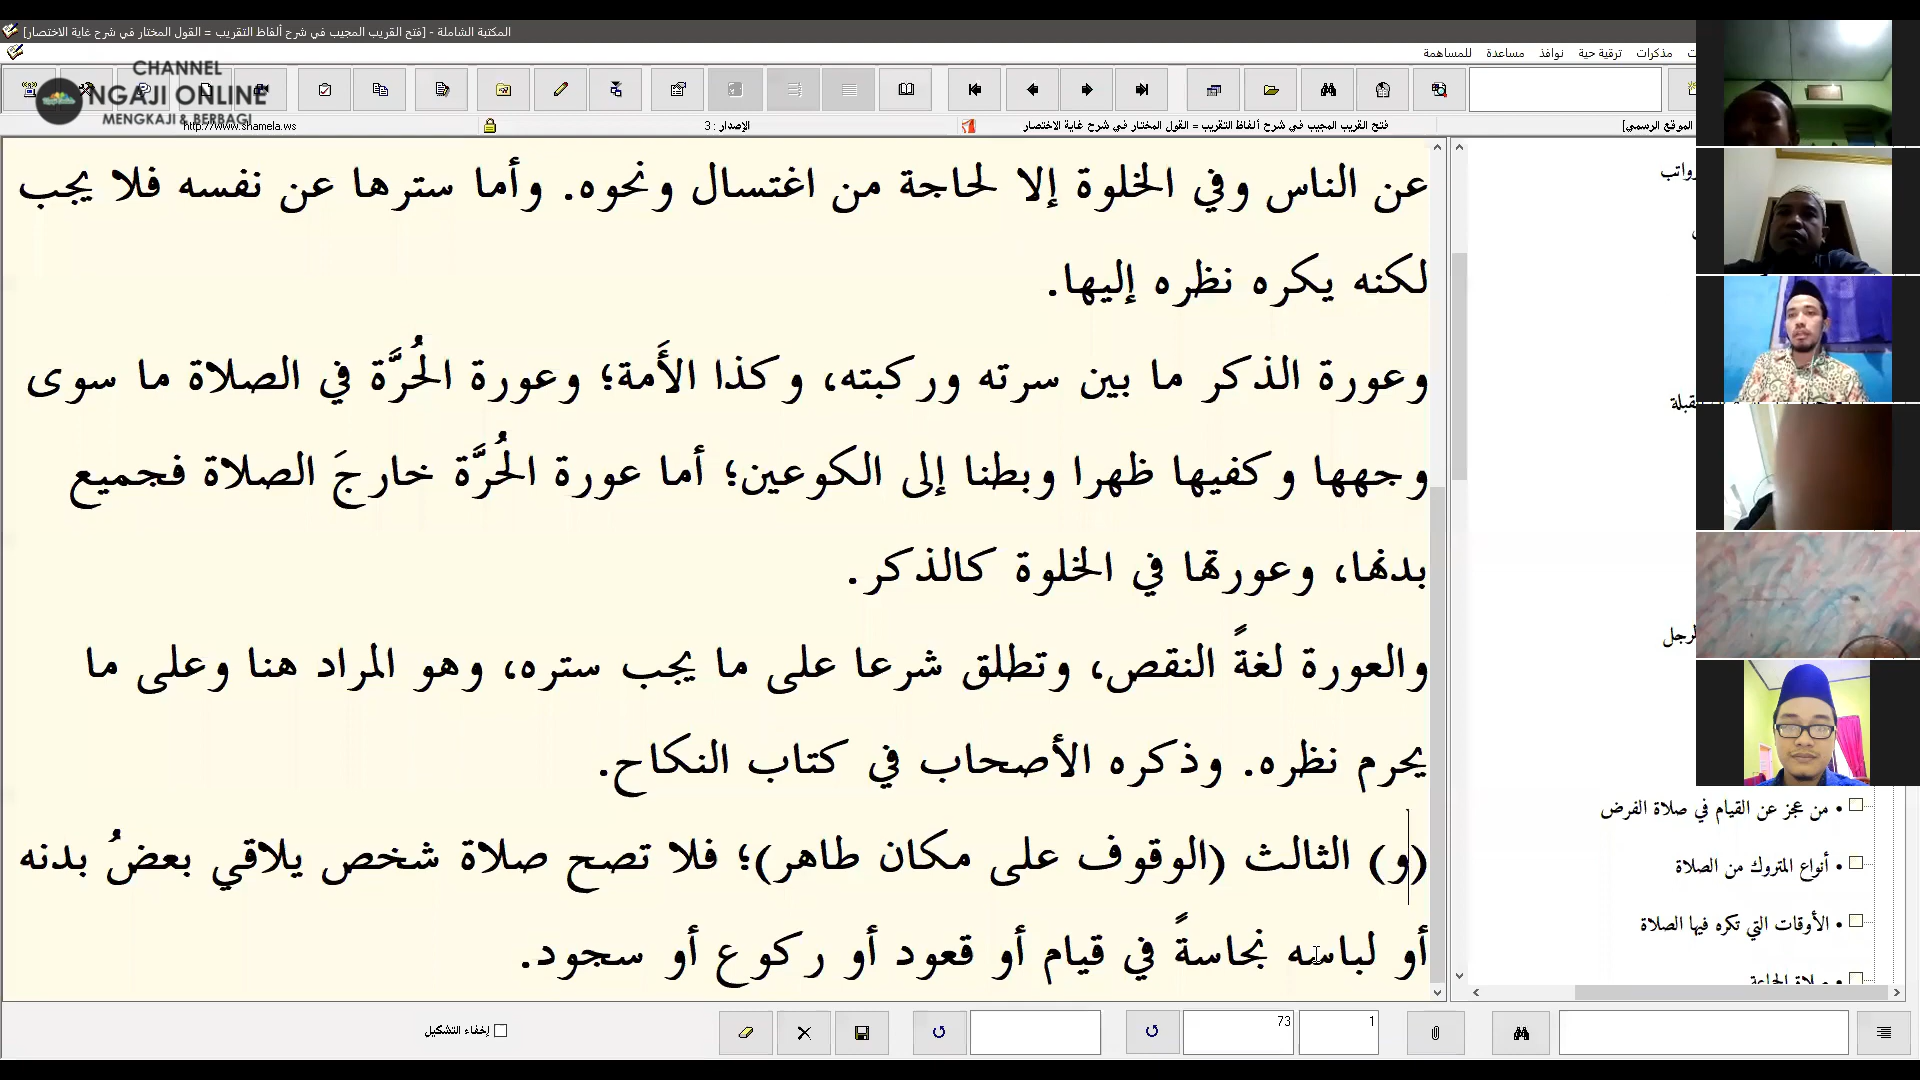 المكتبة الشاملة - [فتح القريب المجيب في شرح ألفاظ التقريب = القول المختار في شرح غاية الاختصار]
مذكرات ترقية حية نوافذ مساعدة للمساهمة
CHANNEL
NGAJI ONLINE
MENGKAJI & BERBAGI
الموقع الرسمي]
فتح القريب المجيب في شرح ألفاظ التقريب = القول المختار في شرح غاية الاختصار
الإصدار : 3
http://www.shamela.ws
عن الناس وفي الخلوة إلا لحاجة من اغتسال ونحوه. وأما سترها عن نفسه فلا يجب
لكنه يكره نظره إليها.
وعورة الذكر ما بين سرته وركبته، وكذا الأَمة؛ وعورة الحُرَّة في الصلاة ما سوى
وجهها وكفيها ظهرا وبطنا إلى الكوعين؛ أما عورة الحُرَّة خارجَ الصلاة فجميع
بدنها، وعورتها في الخلوة كالذكر.
والعورة لغةً النقص، وتطلق شرعا على ما يجب ستره، وهو المراد هنا وعلى ما
يحرم نظره. وذكره الأصحاب في كتاب النكاح.
(و) الثالث (الوقوف على مكان طاهر)؛ فلا تصح صلاة شخص يلاقي بعضُ بدنه
أو لباسه نجاسةً في قيام أو قعود أو ركوع أو سجود.
• من عجز عن القيام في صلاة الفرض
• أنواع المتروك من الصلاة
• الأوقات التي تكره فيها الصلاة
• صلاة الجماعة
1
73
إخفاء التشكيل